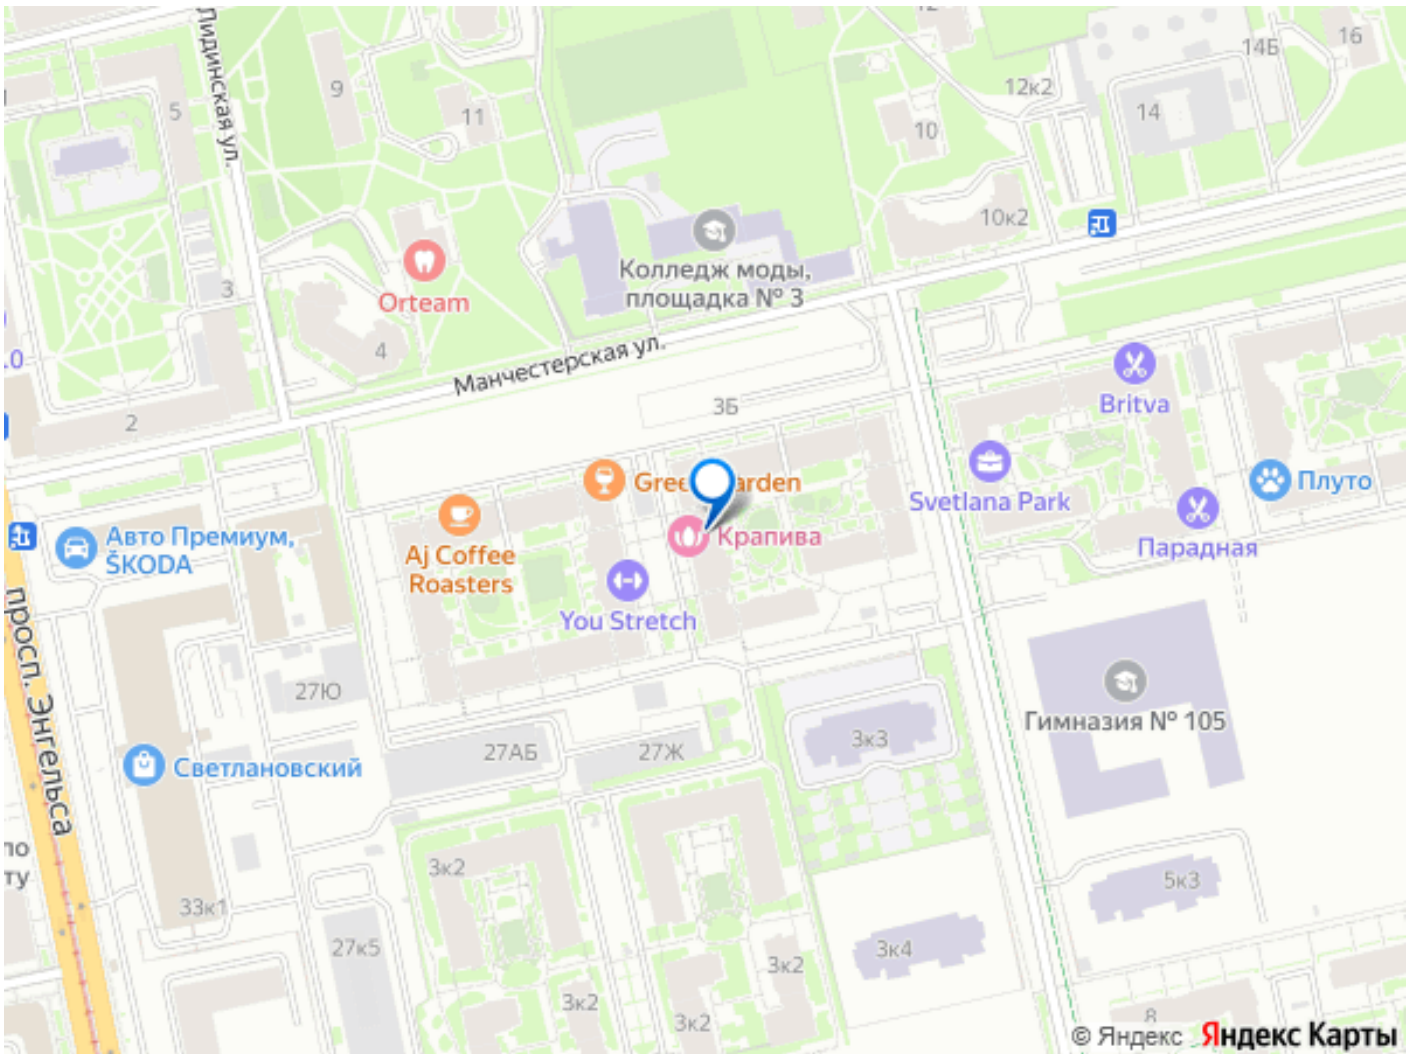 12
14Б
16
Лидинская ул.
9
12к2
5
11
14
10
10к2
Колледж моды,
площадка № 3
3
Orteam
4
Манчестерская ул.
3Б
Britva
2
Svetlana Park
Плуто
Парадная
Авто Премиум,
ŠKODA
Aj Coffee
Roasters
Крапива
You Stretch
просп. Энгельса
27Ю
Гимназия № 105
27АБ
27Ж
3к3
Светлановский
3к2
5к3
33к1
27к5
3к4
3к2
3к2
3к2
8
© Яндекс Яндекс Карты